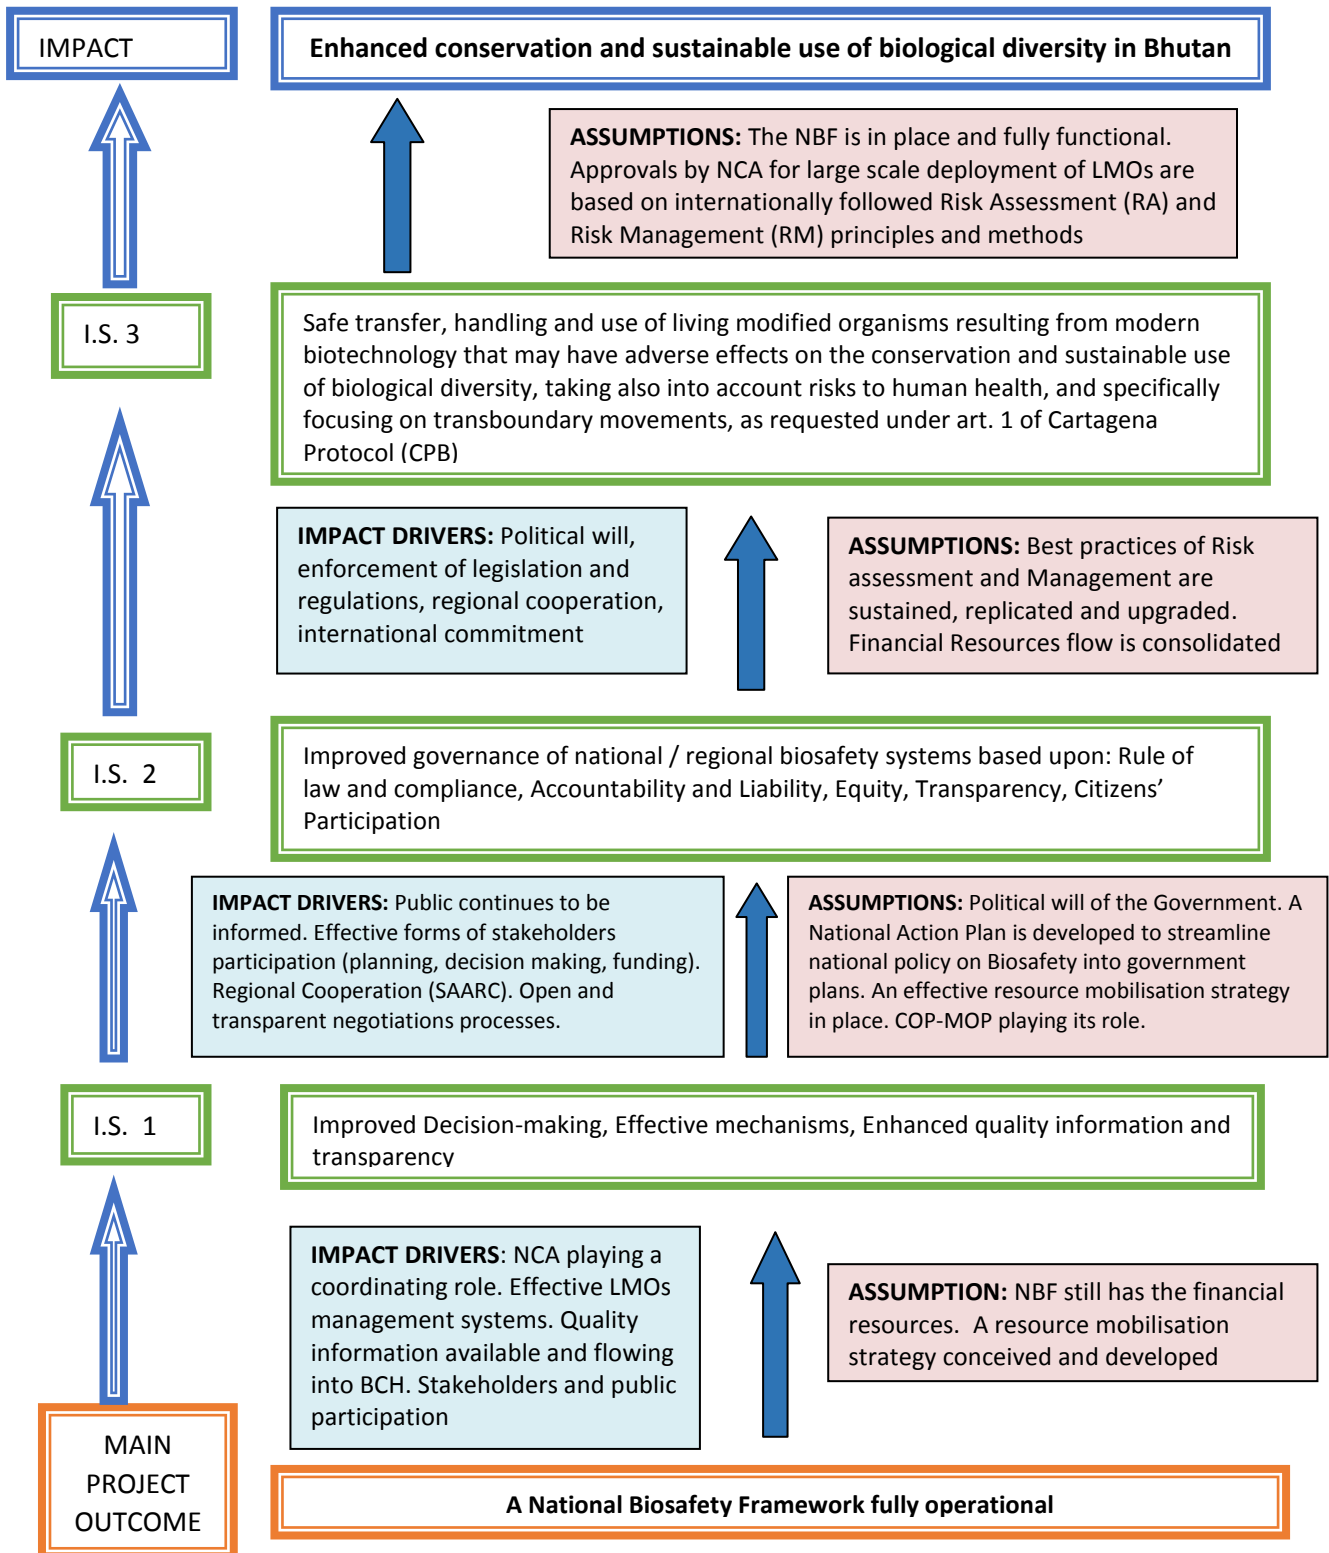 IMPACT
Enhanced conservation and sustainable use of biological diversity in Bhutan
ASSUMPTIONS: The NBF is in place and fully functional.
Approvals by NCA for large scale deployment of LMOs are
based on internationally followed Risk Assessment (RA) and
Risk Management (RM) principles and methods
I.S. 3
Safe transfer, handling and use of living modified organisms resulting from modern
biotechnology that may have adverse effects on the conservation and sustainable use
of biological diversity, taking also into account risks to human health, and specifically
focusing on transboundary movements, as requested under art. 1 of Cartagena
Protocol (CPB)
IMPACT DRIVERS: Political will,
enforcement of legislation and
regulations, regional cooperation,
international commitment
ASSUMPTIONS: Best practices of Risk
assessment and Management are
sustained, replicated and upgraded.
Financial Resources flow is consolidated
I.S. 2
Improved governance of national / regional biosafety systems based upon: Rule of
law and compliance, Accountability and Liability, Equity, Transparency, Citizens’
Participation
IMPACT DRIVERS: Public continues to be
informed. Effective forms of stakeholders
participation (planning, decision making, funding).
Regional Cooperation (SAARC). Open and
transparent negotiations processes.
ASSUMPTIONS: Political will of the Government. A
National Action Plan is developed to streamline
national policy on Biosafety into government
plans. An effective resource mobilisation strategy
in place. COP-MOP playing its role.
I.S. 1
Improved Decision-making, Effective mechanisms, Enhanced quality information and
transparency
IMPACT DRIVERS: NCA playing a
coordinating role. Effective LMOs
management systems. Quality
information available and flowing
into BCH. Stakeholders and public
participation
ASSUMPTION: NBF still has the financial
resources. A resource mobilisation
strategy conceived and developed
MAIN
PROJECT
OUTCOME
A National Biosafety Framework fully operational